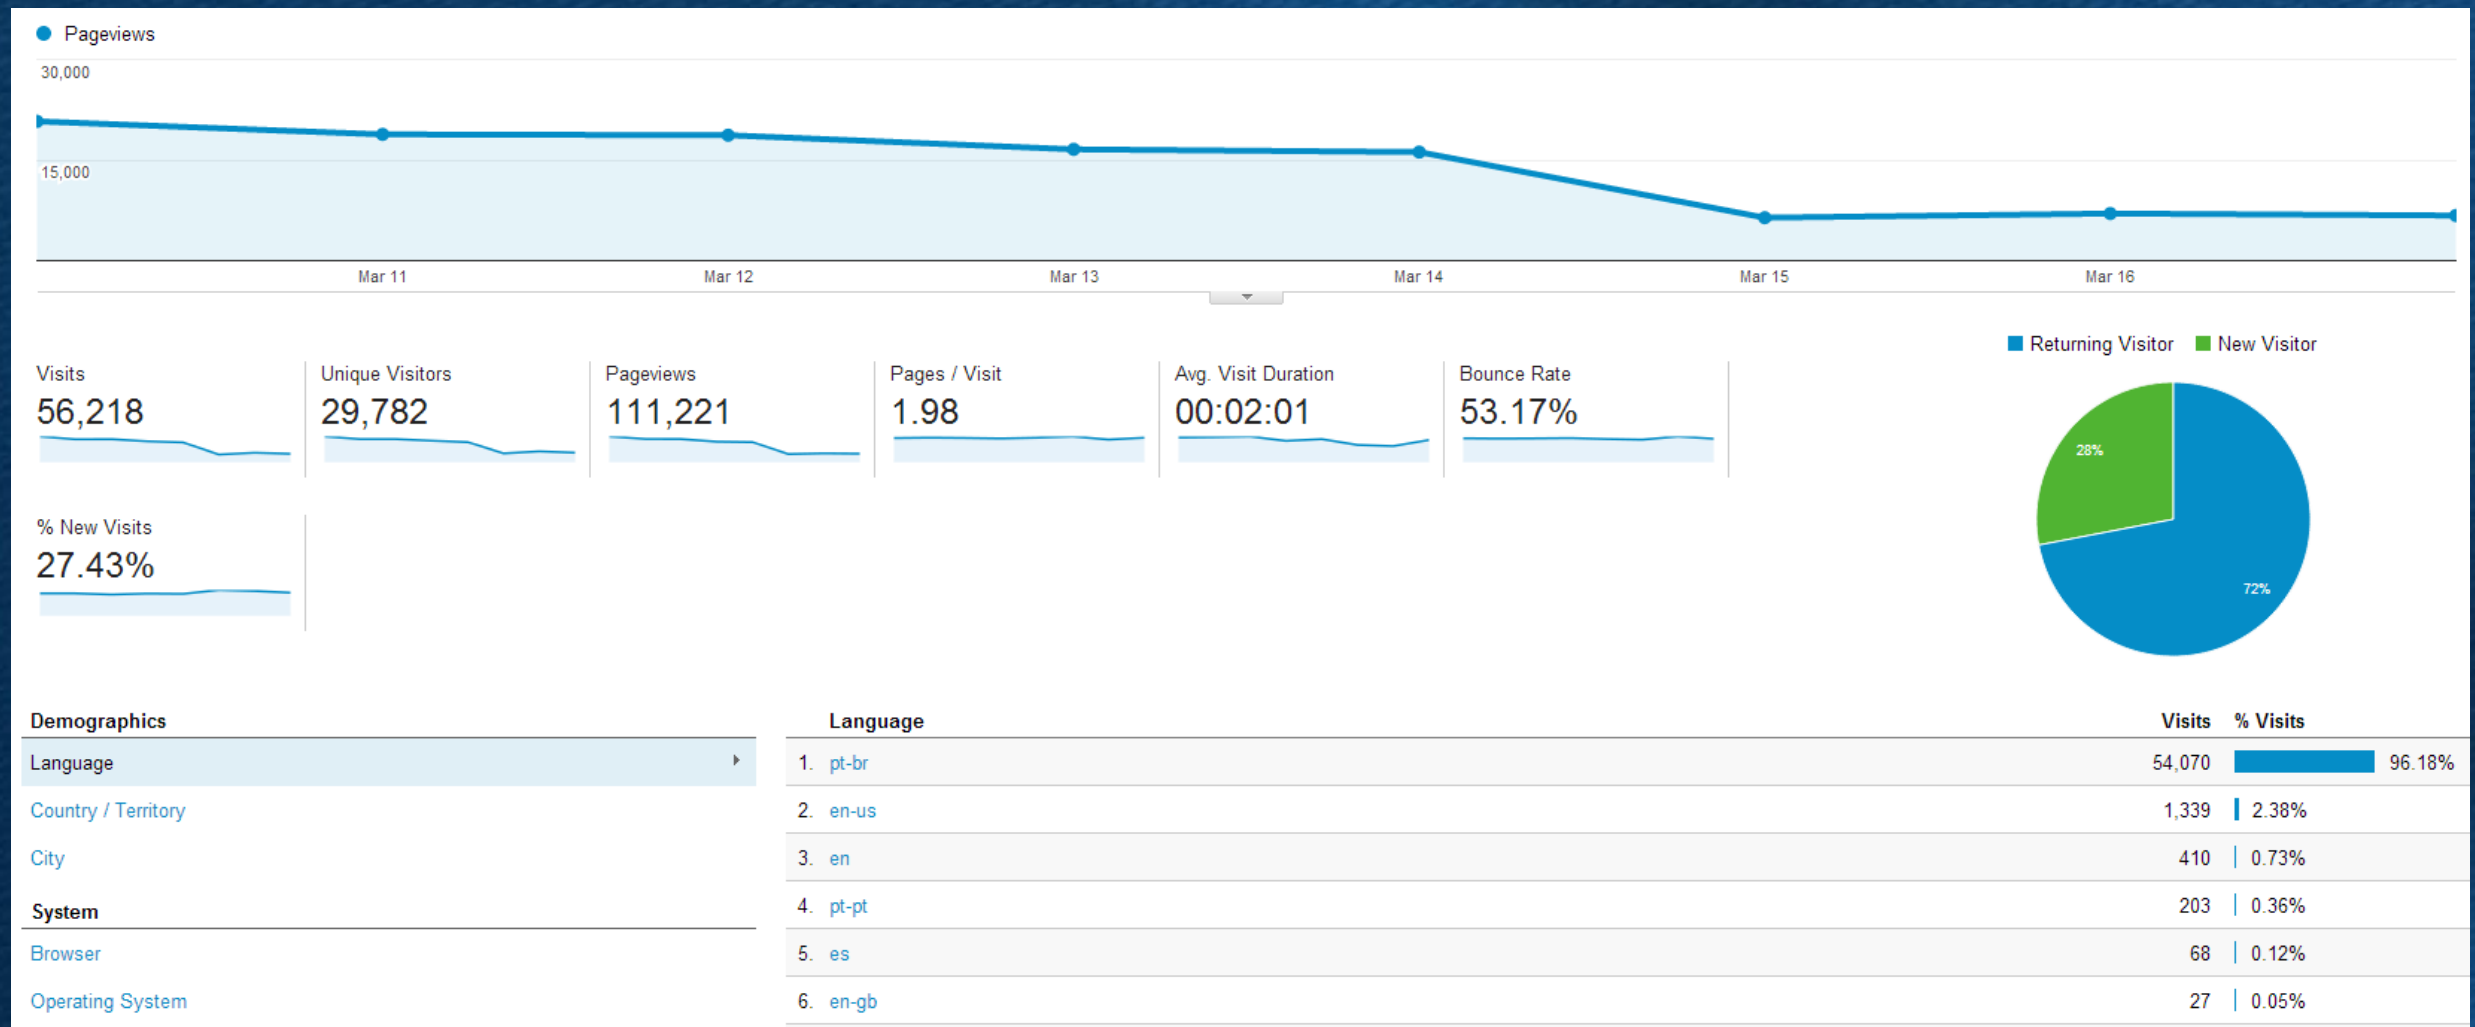 Pageviews
30,000
15,000
Mar 11 Mar 12 Mar 13 Mar 14 Mar 15 Mar 16
Returning Visitor New Visitor
Visits Unique Visitors Pageviews Pages / Visit Avg. Visit Duration Bounce Rate
56,218 29,782 111,221 1.98 00:02:01 53.17%
28%
72%
% New Visits
27.43%
Demographics
Language
Country / Territory
City
System
Browser
Operating System
Language Visits % Visits
1. pt-br 54,070 96.18%
2. en-us 1,339 2.38%
3. en 410 0.73%
4. pt-pt 203 0.36%
5. es 68 0.12%
6. en-gb 27 0.05%